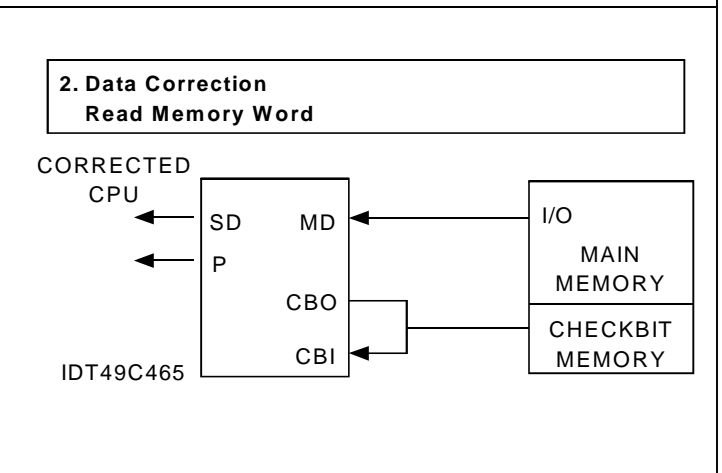 2. Data Correction
Read Memory Word
CORRECTED
CPU
SD
MD
I/O
P
MAIN
MEMORY
CBO
CHECKBIT
CBI
MEMORY
IDT49C465